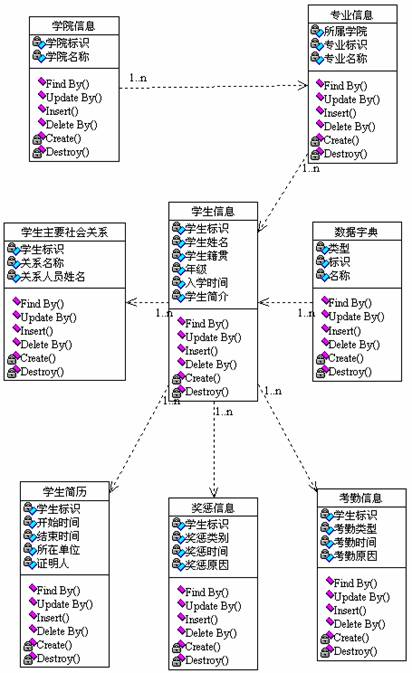 学院信息
学院标识
学院名称
Find By()
Update By()
Insert()
Delete By()
Create()
Destroy()
1..n
专业信息
所属学院
专业标识
专业名称
Find By()
Update By()
Insert()
Delete By()
Create()
Destroy()
1..n
学生主要社会关系
学生标识
关系名称
关系人员姓名
Find By()
Update By()
Insert()
Delete By()
Create()
Destroy()
1..n
学生信息
学生标识
学生姓名
学生籍贯
年级
入学时间
学生简介
Find By()
Update By()
Insert()
Delete By()
Create()
Destroy()
1..n
数据字典
类型
标识
名称
Find By()
Update By()
Insert()
Delete By()
Create()
Destroy()
1..n
1..n
1..n
学生简历
学生标识
开始时间
结束时间
所在单位
证明人
Find By()
Update By()
Insert()
Delete By()
Create()
Destroy()
奖惩信息
学生标识
奖惩类别
奖惩时间
奖惩原因
Find By()
Update By()
Insert()
Delete By()
Create()
Destroy()
考勤信息
学生标识
考勤类型
考勤时间
考勤原因
Find By()
Update By()
Insert()
Delete By()
Create()
Destroy()